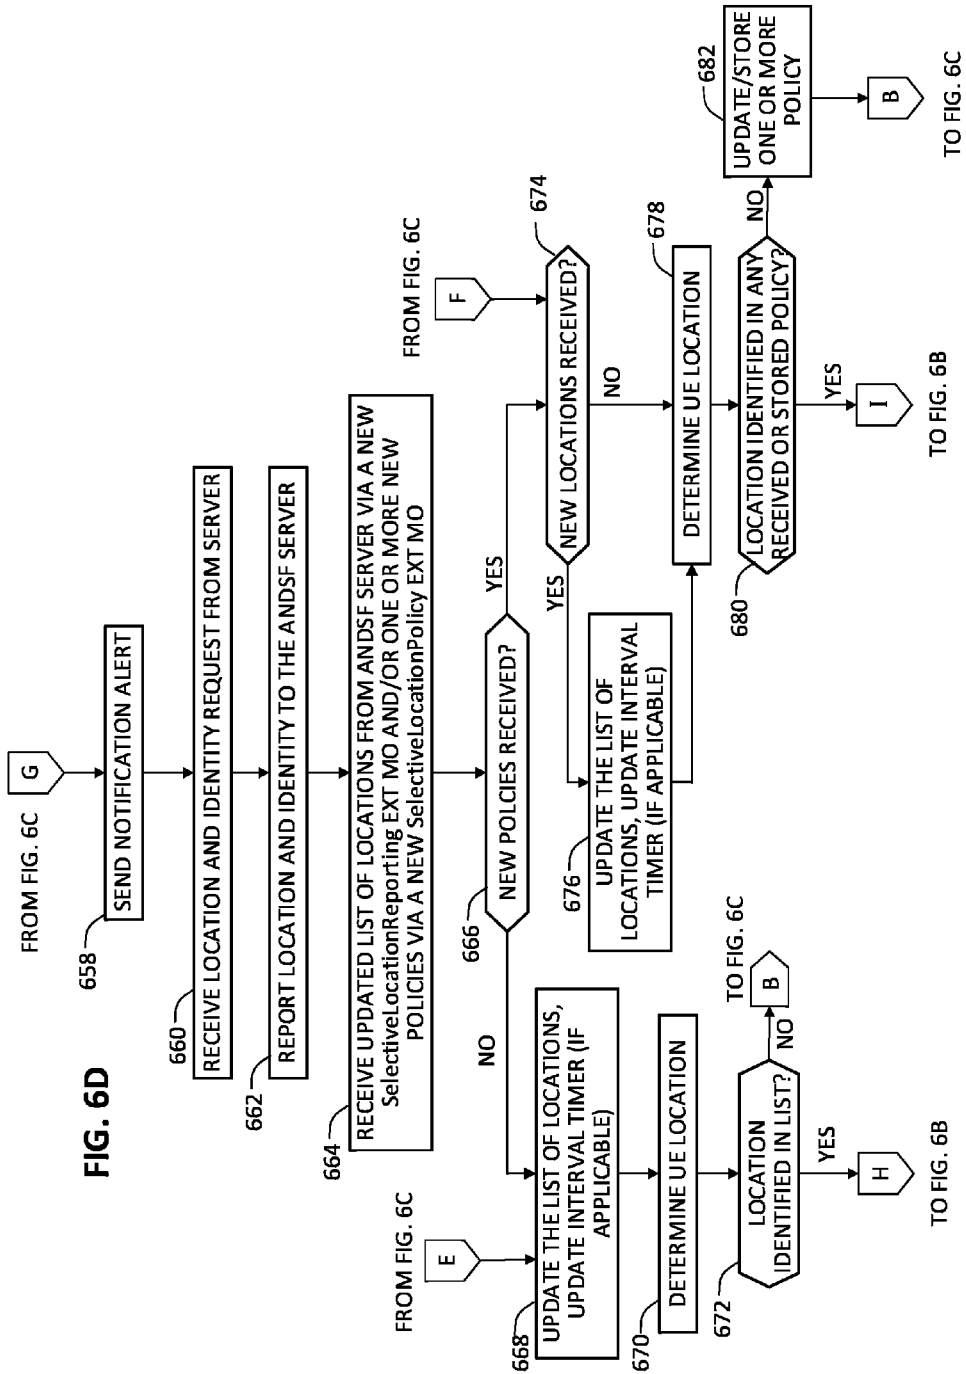 FIG. 6D
FROM FIG. 6C
G
658
SEND NOTIFICATION ALERT
660
RECEIVE LOCATION AND IDENTITY REQUEST FROM SERVER
662
REPORT LOCATION AND IDENTITY TO THE ANDSF SERVER
664
RECEIVE UPDATED LIST OF LOCATIONS FROM ANDSF SERVER VIA A NEW
SelectiveLocationReporting EXT MO AND/OR ONE OR MORE NEW
POLICIES VIA A NEW SelectiveLocationPolicy EXT MO
666
NEW POLCIES RECEIVED?
NO
YES
FROM FIG. 6C
E
668
UPDATE THE LIST OF LOCATIONS,
UPDATE INTERVAL TIMER (IF
APPLICABLE)
670
DETERMINE UE LOCATION
672
LOCATION
IDENTIFIED IN LIST?
NO
TO FIG. 6C
B
YES
H
TO FIG. 6B
FROM FIG. 6C
F
674
NEW LOCATIONS RECEIVED?
YES
NO
676
UPDATE THE LIST OF
LOCATIONS, UPDATE INTERVAL
TIMER (IF APPLICABLE)
678
DETERMINE UE LOCATION
680
LOCATION IDENTIFIED IN ANY
RECEIVED OR STORED POLICY?
NO
YES
I
TO FIG. 6B
682
UPDATE/STORE
ONE OR MORE
POLICY
B
TO FIG. 6C